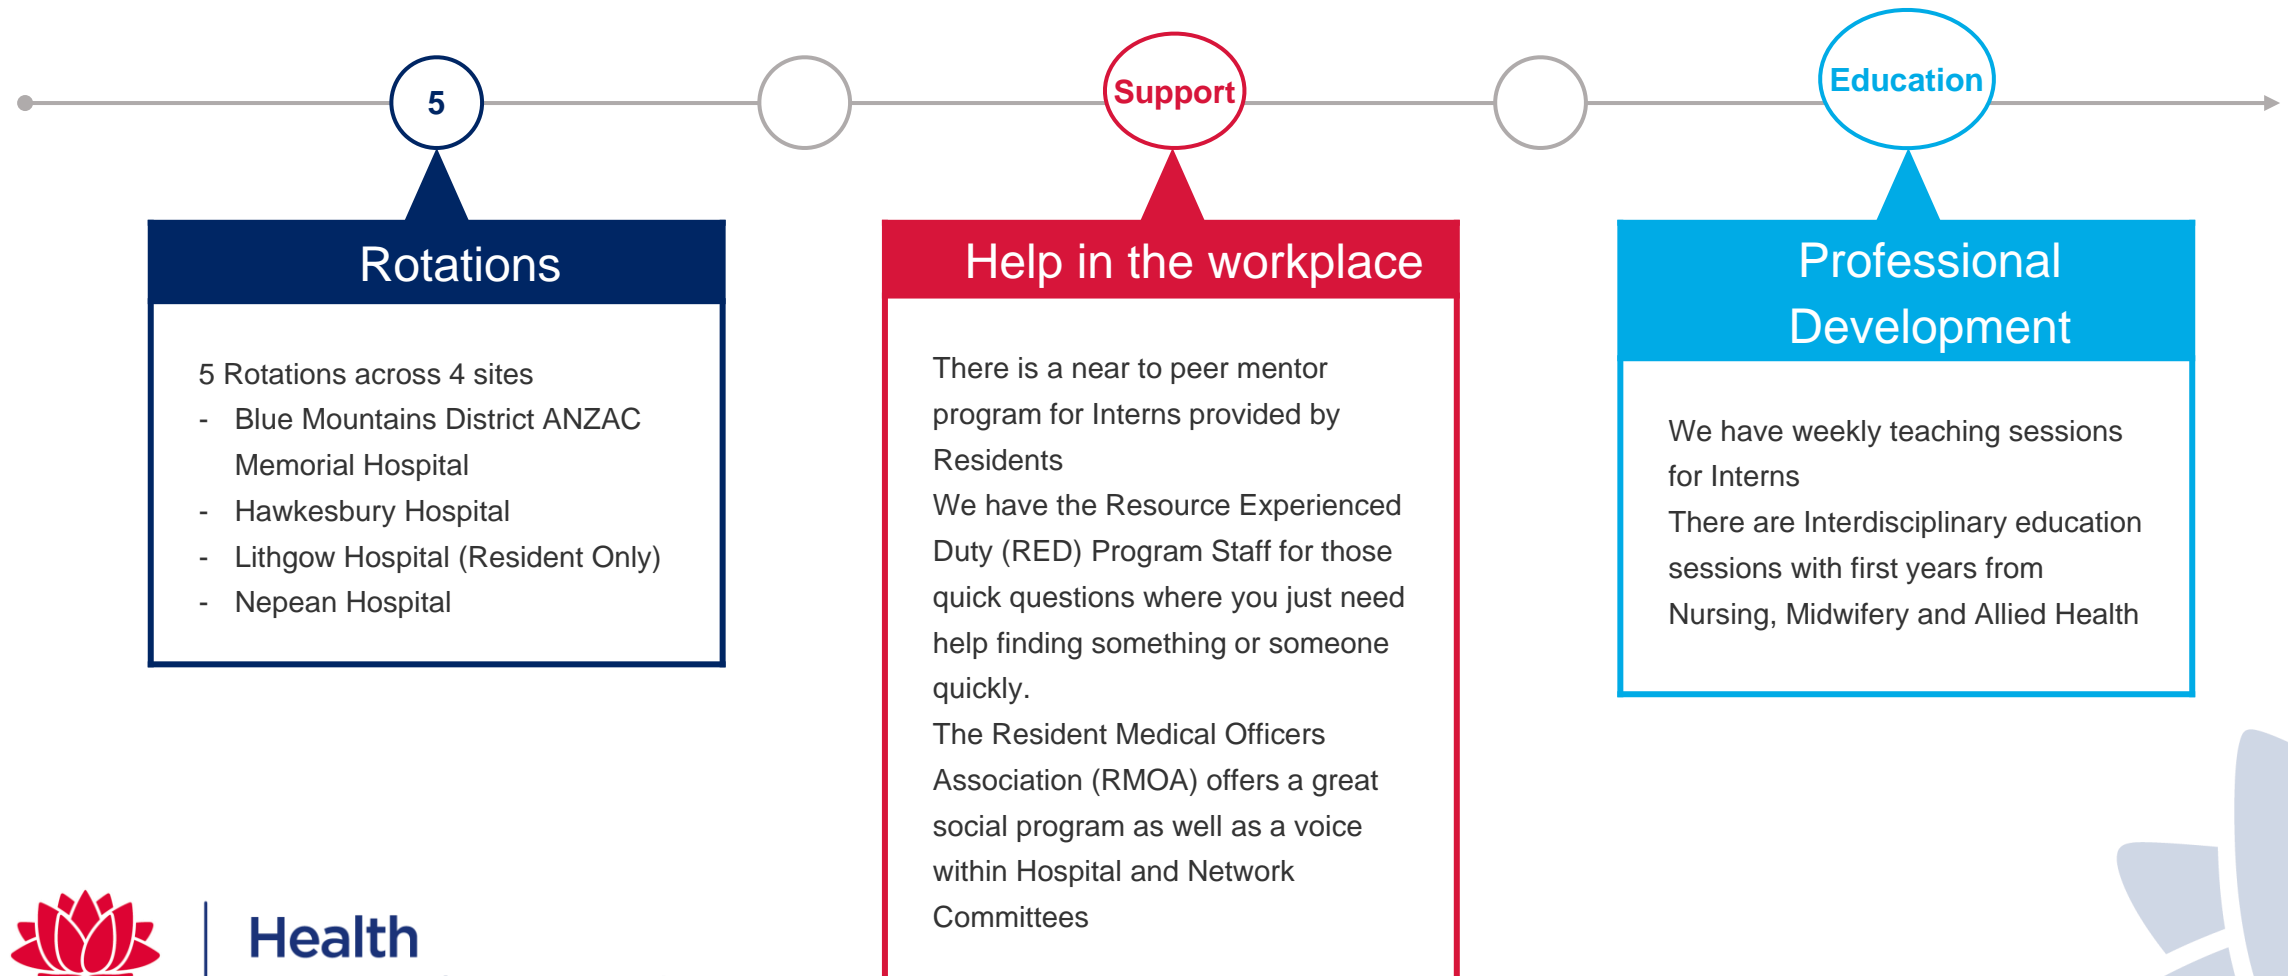 5
Support
Education
Rotations
5 Rotations across 4 sites
- Blue Mountains District ANZAC
Memorial Hospital
- Hawkesbury Hospital
- Lithgow Hospital (Resident Only)
- Nepean Hospital
Help in the workplace
There is a near to peer mentor
program for Interns provided by
Residents
We have the Resource Experienced
Duty (RED) Program Staff for those
quick questions where you just need
help finding something or someone
quickly.
The Resident Medical Officers
Association (RMOA) offers a great
social program as well as a voice
within Hospital and Network
Committees
Professional
Development
We have weekly teaching sessions
for Interns
There are Interdisciplinary education
sessions with first years from
Nursing, Midwifery and Allied Health
Health